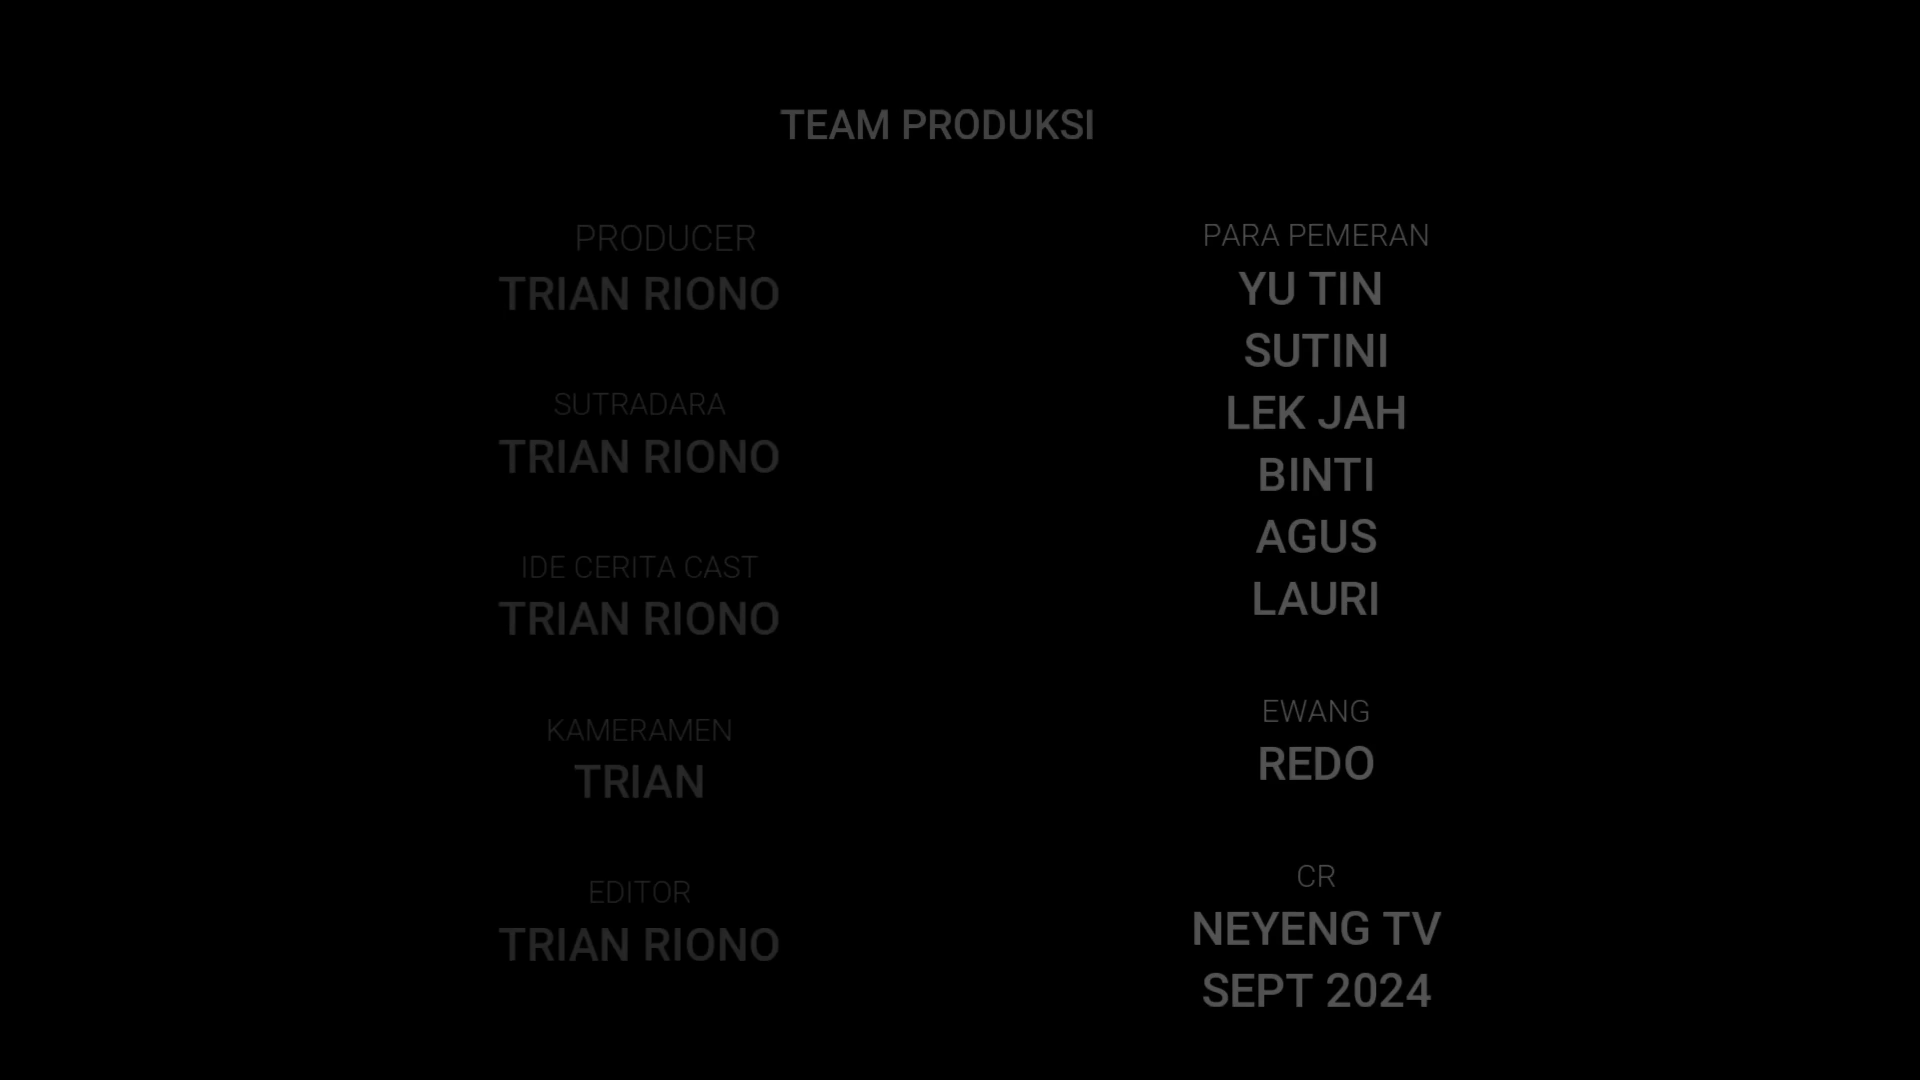 TEAM PRODUKSI
PRODUCER
TRIAN RIONO
SUTRADARA
TRIAN RIONO
IDE CERITA CAST
TRIAN RIONO
KAMERAMEN
TRIAN
EDITOR
TRIAN RIONO
PARA PEMERAN
YU TIN
SUTINI
LEK JAH
BINTI
AGUS
LAURI
EWANG
REDO
CR
NEYENG TV
SEPT 2024